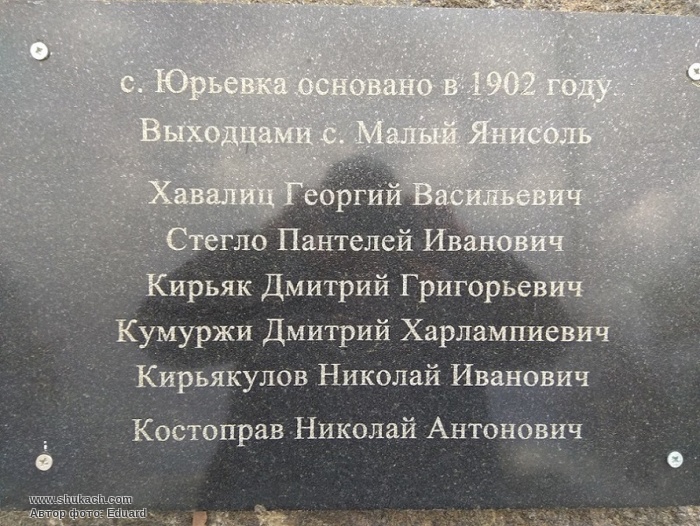 с. Юрьевка основано в 1902 году
Выходцами с. Малый Янисоль
Хавалиц Георгий Васильевич
Стегло Пантелей Иванович
Кирьяк Дмитрий Григорьевич
Кумуржи Дмитрий Харлампиевич
Кирьякулов Николай Иванович
Костоправ Николай Антонович
www.shukach.com
Автор фото: Eduard